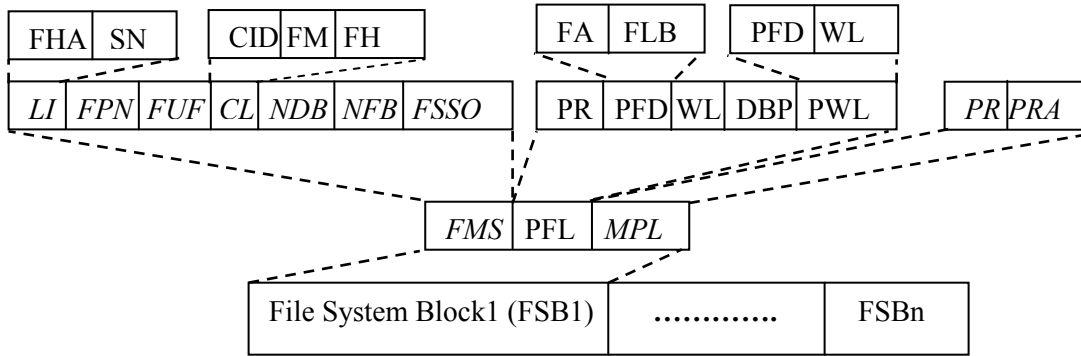 FHA SN CID FM FH FA FLB PFD WL
LI FPN FUF CL NDB NFB FSSO PR PFD WL DBP PWL PR PRA
FMS PFL MPL
File System Block1 (FSB1) ............. FSBn